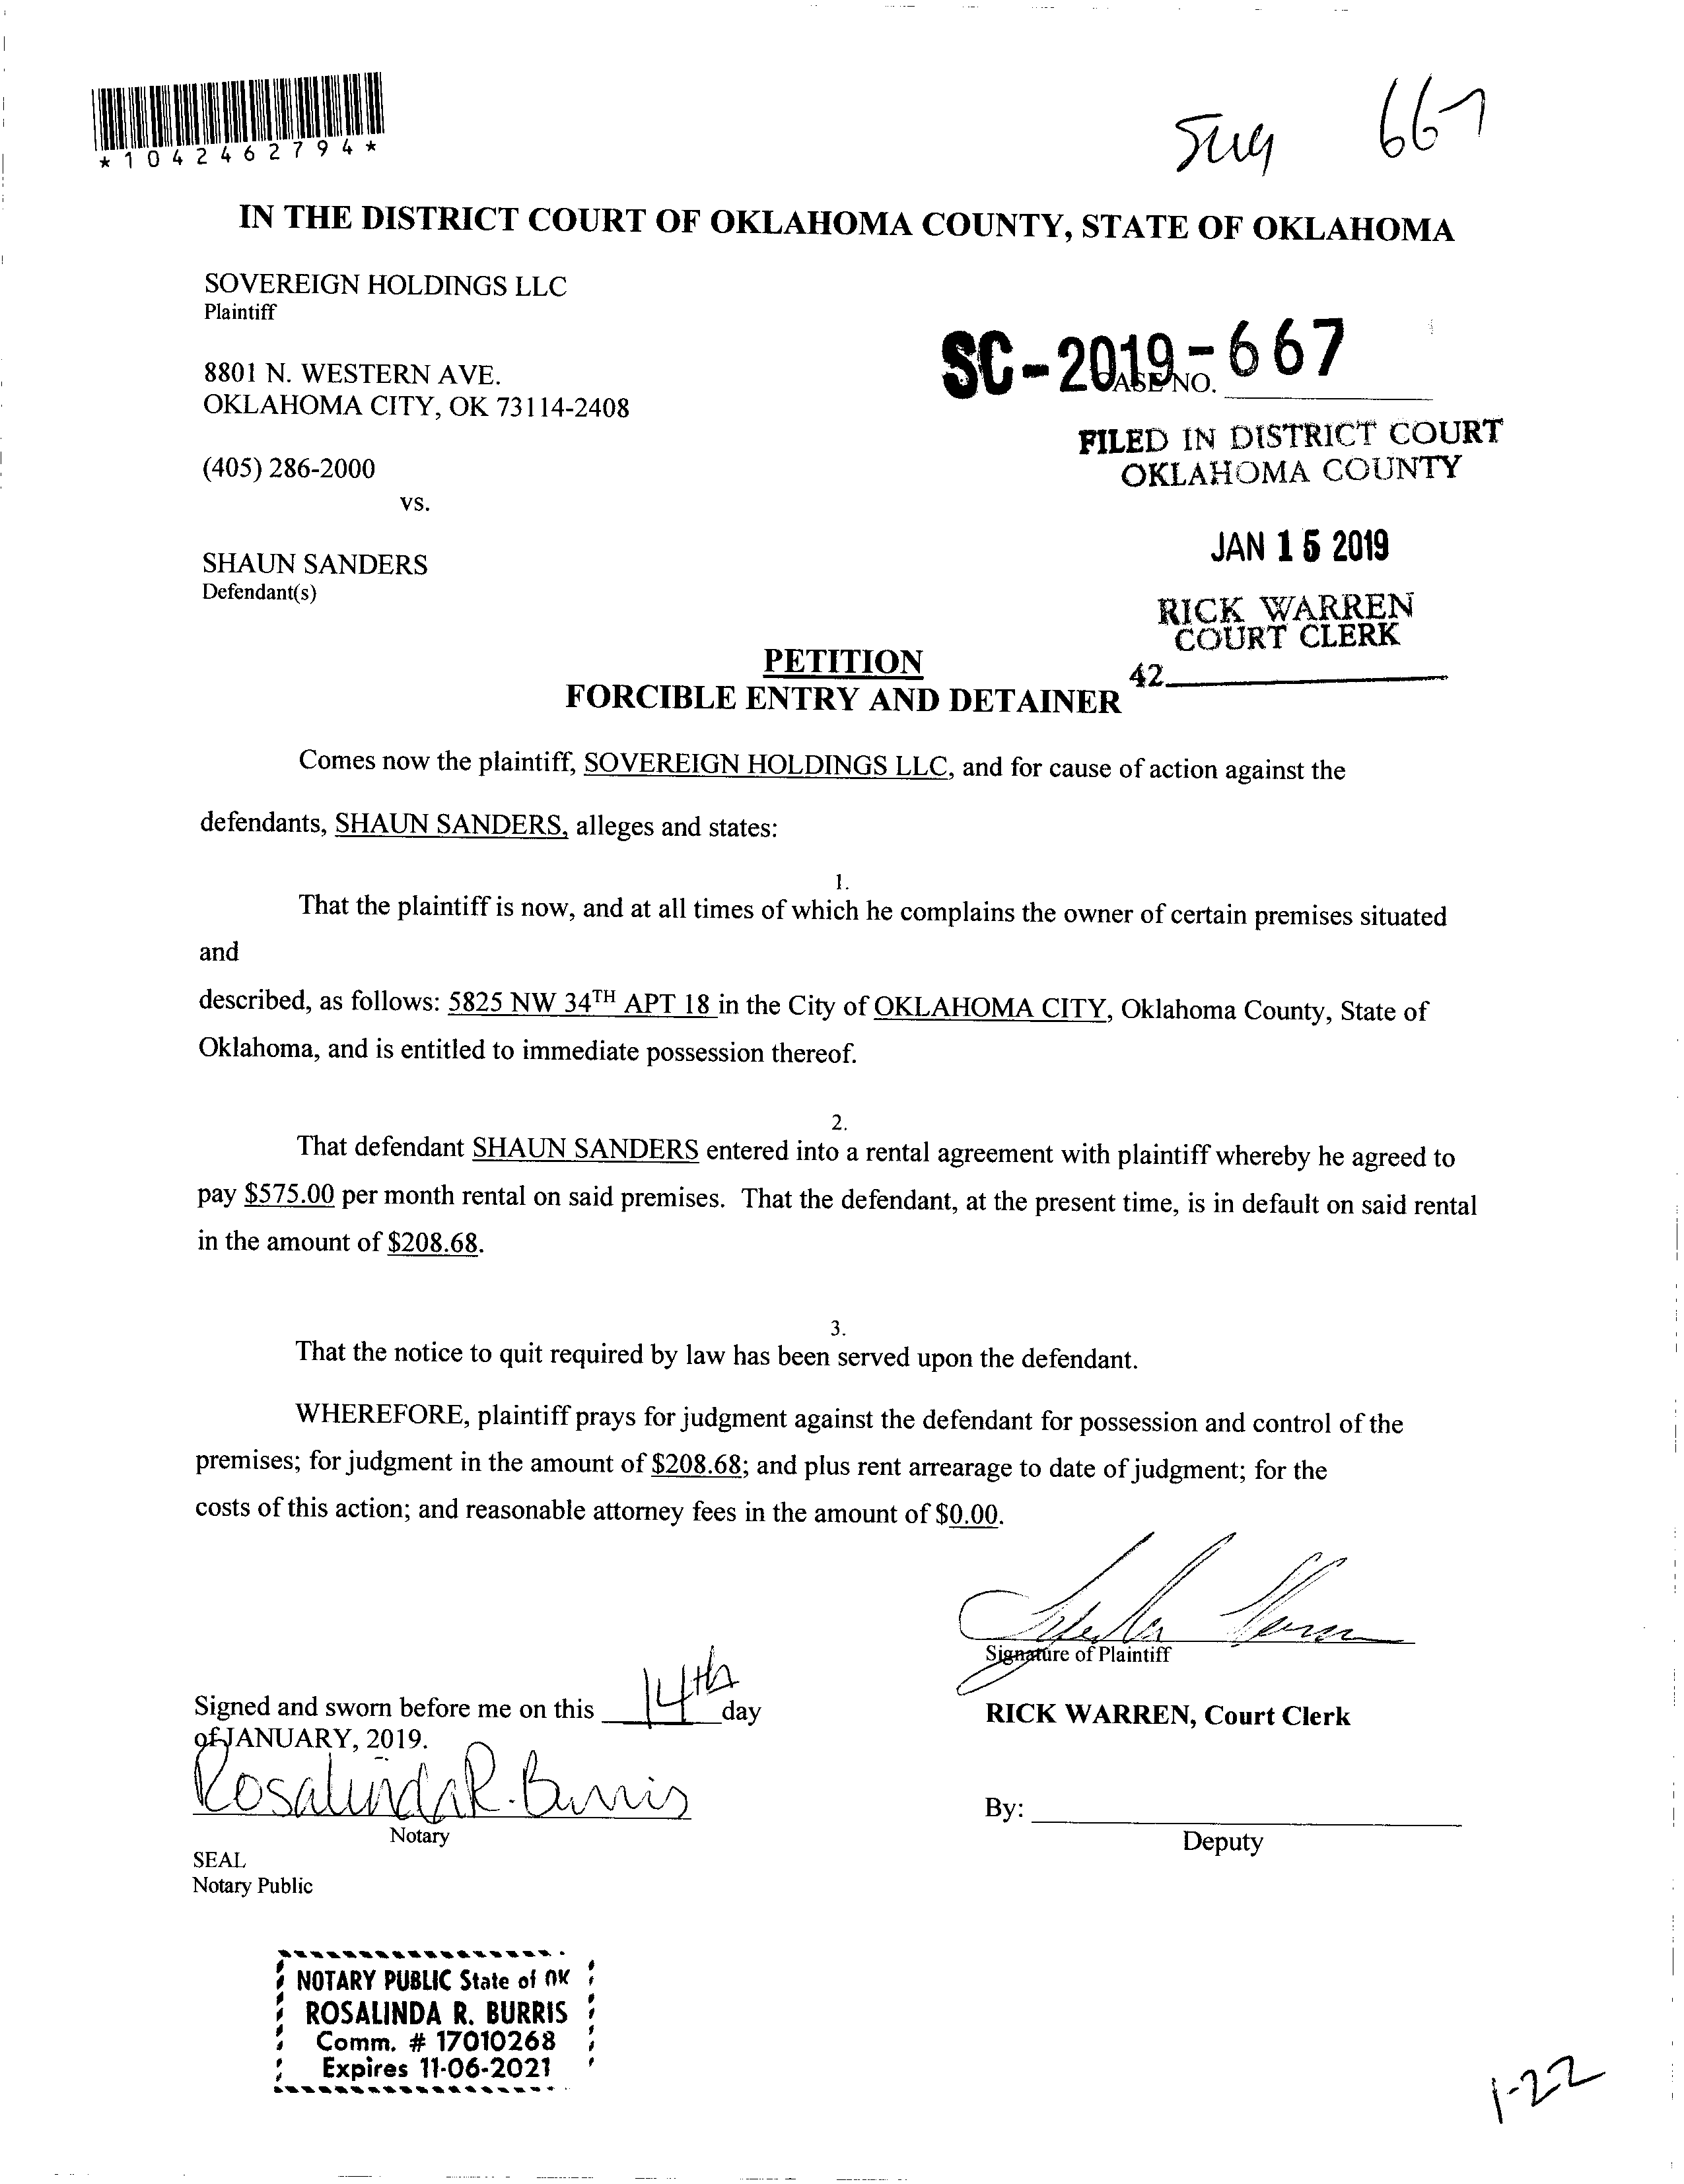 *1042462794*
667
IN THE DISTRICT COURT OF OKLAHOMA COUNTY, STATE OF OKLAHOMA
SOVEREIGN HOLDINGS LLC
Plaintiff
8801 N. WESTERN AVE.
OKLAHOMA CITY, OK 73114-2408
SC-2019-667
CASE NO.
FILED IN DISTRICT COURT
OKLAHOMA COUNTY
(405) 286-2000
vs.
JAN 15 2019
SHAUN SANDERS
Defendant(s)
RICK WARREN
COURT CLERK
42
PETITION
FORCIBLE ENTRY AND DETAINER
Comes now the plaintiff, SOVEREIGN HOLDINGS LLC, and for cause of action against the
defendants, SHAUN SANDERS, alleges and states:
1.
That the plaintiff is now, and at all times of which he complains the owner of certain premises situated
and
described, as follows: 5825 NW 34TH APT 18 in the City of OKLAHOMA CITY, Oklahoma County, State of
Oklahoma, and is entitled to immediate possession thereof.
2.
That defendant SHAUN SANDERS entered into a rental agreement with plaintiff whereby he agreed to
pay $575.00 per month rental on said premises. That the defendant, at the present time, is in default on said rental
in the amount of $208.68.
3.
That the notice to quit required by law has been served upon the defendant.
WHEREFORE, plaintiff prays for judgment against the defendant for possession and control of the
premises; for judgment in the amount of $208.68; and plus rent arrearage to date of judgment; for the
costs of this action; and reasonable attorney fees in the amount of $0.00.
Signature of Plaintiff
Signed and sworn before me on this 14th day
of JANUARY, 2019.
RICK WARREN, Court Clerk
Rosalinda R. Burris
Notary
By:
Deputy
SEAL
Notary Public
NOTARY PUBLIC State of OK
ROSALINDA R. BURRIS
Comm. # 17010268
Expires 11-06-2021
1-22